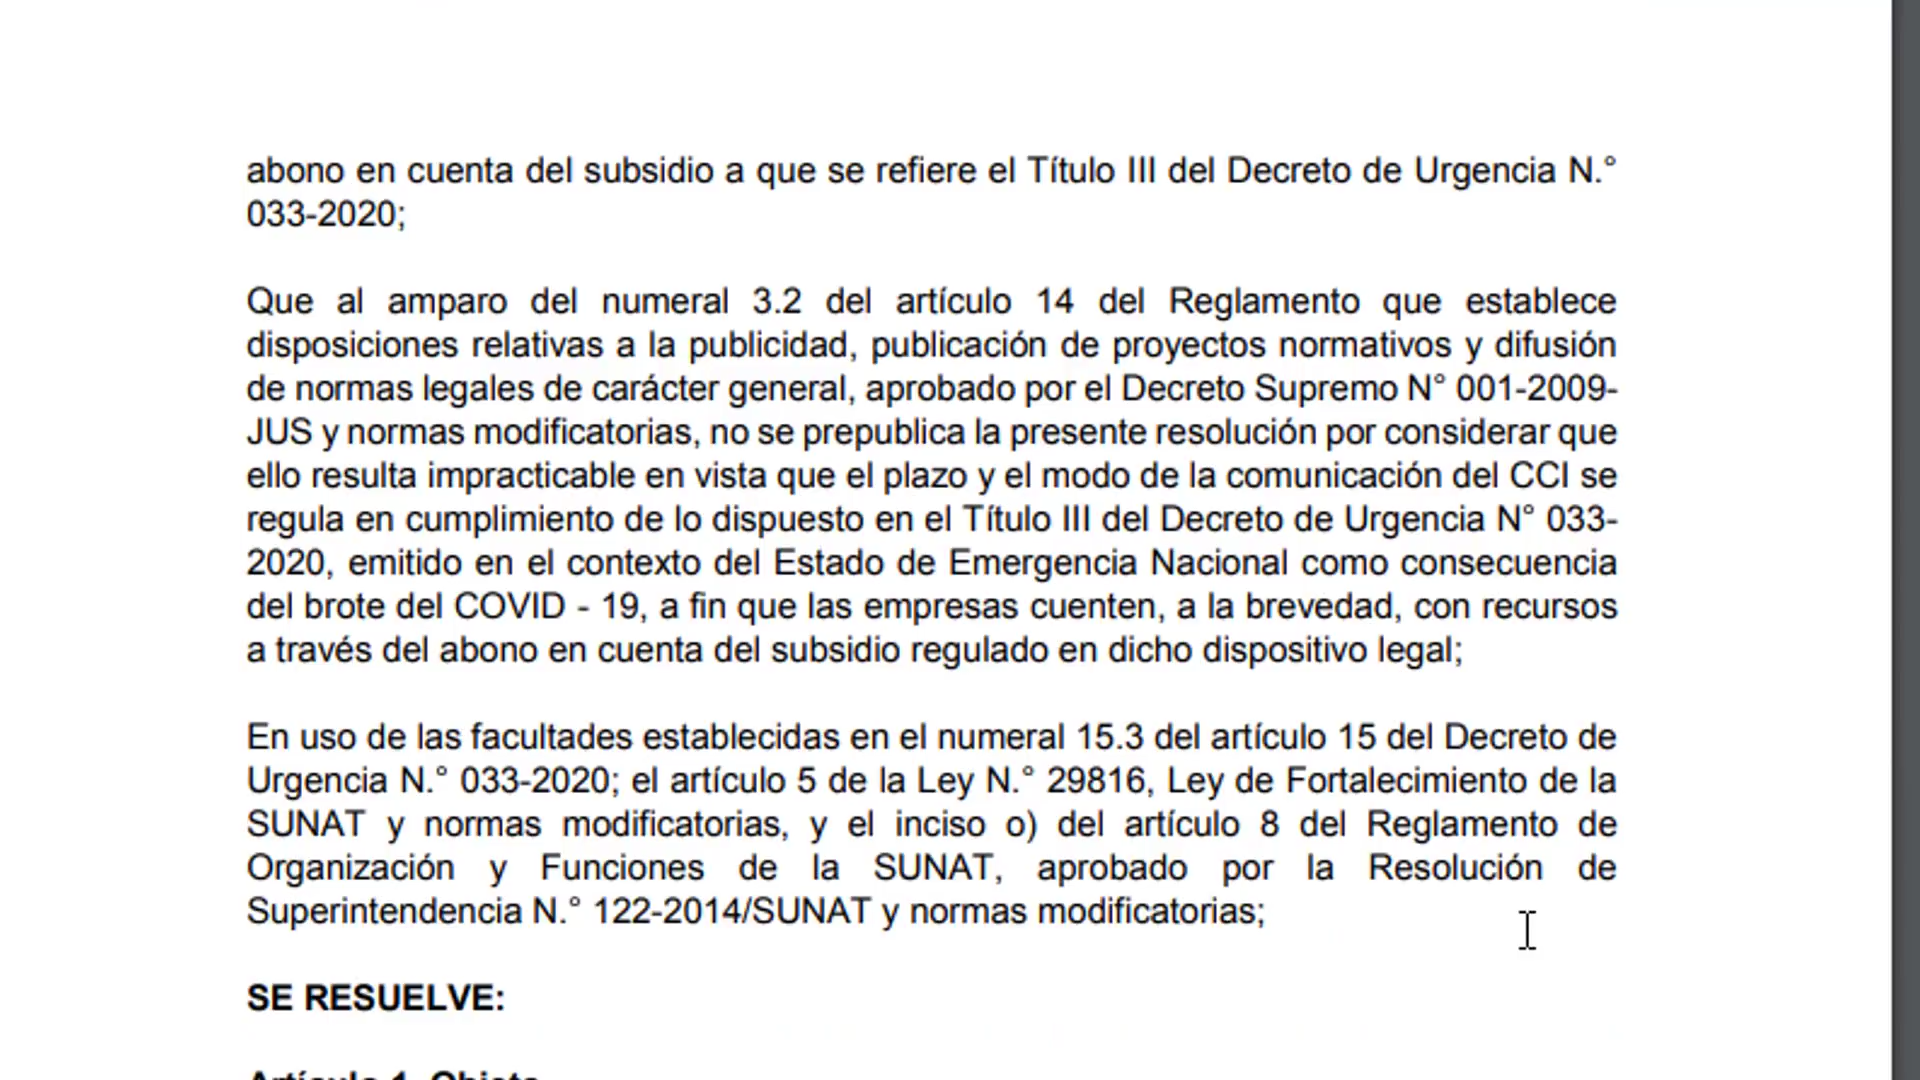 abono en cuenta del subsidio a que se refiere el Título III del Decreto de Urgencia N.°
033-2020;
Que al amparo del numeral 3.2 del artículo 14 del Reglamento que establece
disposiciones relativas a la publicidad, publicación de proyectos normativos y difusión
de normas legales de carácter general, aprobado por el Decreto Supremo N° 001-2009-
JUS y normas modificatorias, no se prepublica la presente resolución por considerar que
ello resulta impracticable en vista que el plazo y el modo de la comunicación del CCI se
regula en cumplimiento de lo dispuesto en el Título III del Decreto de Urgencia N° 033-
2020, emitido en el contexto del Estado de Emergencia Nacional como consecuencia
del brote del COVID - 19, a fin que las empresas cuenten, a la brevedad, con recursos
a través del abono en cuenta del subsidio regulado en dicho dispositivo legal;
En uso de las facultades establecidas en el numeral 15.3 del artículo 15 del Decreto de
Urgencia N.° 033-2020; el artículo 5 de la Ley N.° 29816, Ley de Fortalecimiento de la
SUNAT y normas modificatorias, y el inciso o) del artículo 8 del Reglamento de
Organización y Funciones de la SUNAT, aprobado por la Resolución de
Superintendencia N.° 122-2014/SUNAT y normas modificatorias;
SE RESUELVE:
Artículo 1. Objeto